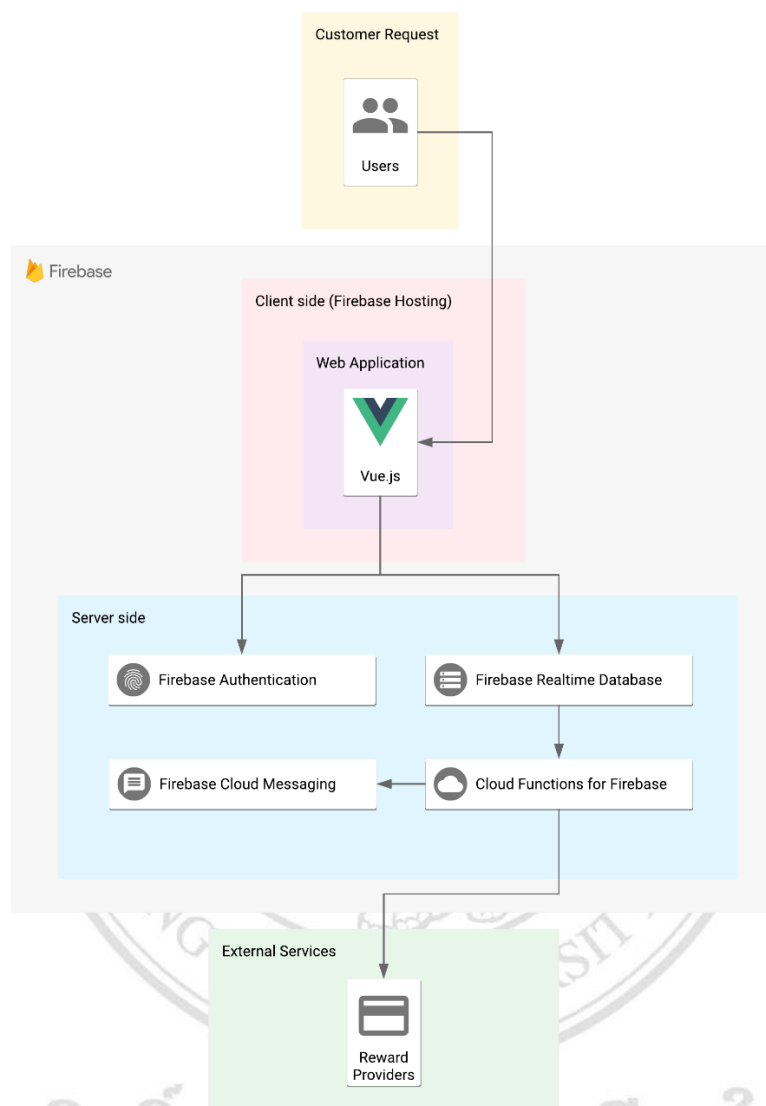 Customer Request
Users
Firebase
Client side (Firebase Hosting)
Web Application
Vue.js
Server side
Firebase Authentication
Firebase Realtime Database
Firebase Cloud Messaging
Cloud Functions for Firebase
External Services
Reward
Providers